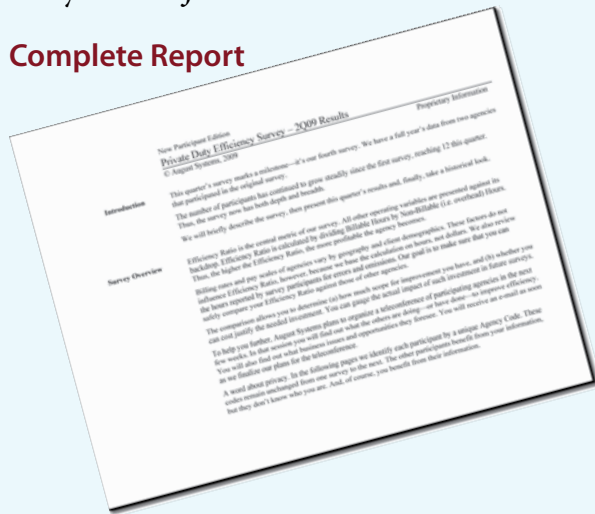 Complete Report
New Participant Edition
Private Duty Efficiency Survey – 2Q09 Results
Proprietary Information
© August Systems, 2009
Introduction
This quarter's survey marks a milestone—it's our fourth survey. We have a full year's data from two agencies
that participated in the original survey.
The number of participants has continued to grow steadily since the first survey, reaching 12 this quarter.
Thus, the survey now has both depth and breadth.
We will briefly describe the survey, then present this quarter's results and, finally, take a historical look.
Survey Overview
Efficiency Ratio is the central metric of our survey. All other operating variables are presented against its
backdrop. Efficiency Ratio is calculated by dividing Billable Hours by Non-Billable (i.e. overhead) Hours.
Thus, the higher the Efficiency Ratio, the more profitable the agency becomes.
Billing rates and pay scales of agencies vary by geography and client demographics. These factors do not
influence Efficiency Ratio, however, because we base the calculation on hours, not dollars. We also review
the hours reported by survey participants for errors and omissions. Our goal is to make sure that you can
safely compare your Efficiency Ratio against those of other agencies.
The comparison allows you to determine (a) how much scope for improvement you have, and (b) whether you
can cost justify the needed investment. You can gauge the actual impact of such investment in future surveys.
To help you further, August Systems plans to organize a teleconference of participating agencies in the next
few weeks. In that session you will find out what the others are doing—or have done—to improve efficiency.
You will also find out what business issues and opportunities they foresee. You will receive an e-mail as soon
as we finalize our plans for the teleconference.
A word about privacy. In the following pages we identify each participant by a unique Agency Code. These
codes remain unchanged from one survey to the next. The other participants benefit from your information,
but they don't know who you are. And, of course, you benefit from their information.